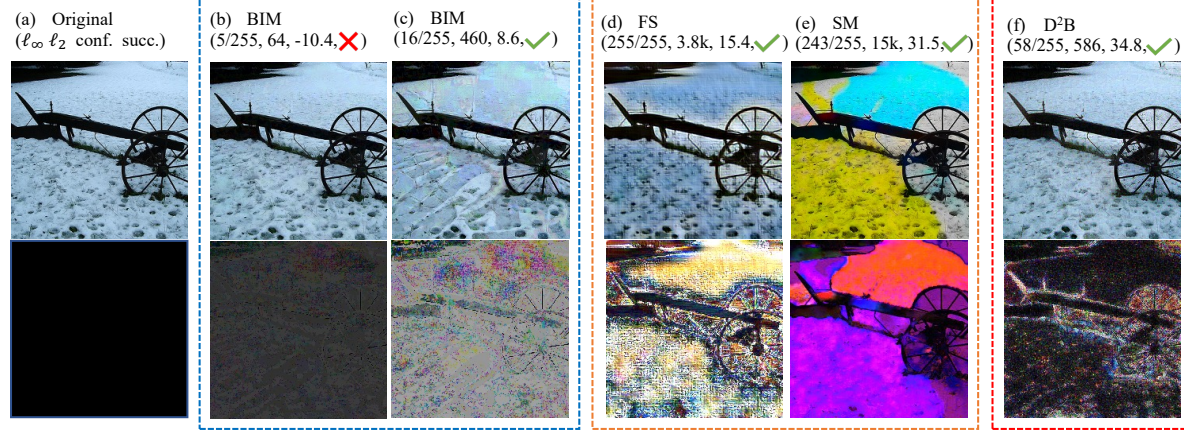 (a) Original
(ℓ∞ ℓ2 conf. succ.)
(b) BIM
(5/255, 64, -10.4,❌)
(c) BIM
(16/255, 460, 8.6,✓)
(d) FS
(255/255, 3.8k, 15.4,✓)
(e) SM
(243/255, 15k, 31.5,✓)
(f) D²B
(58/255, 586, 34.8,✓)